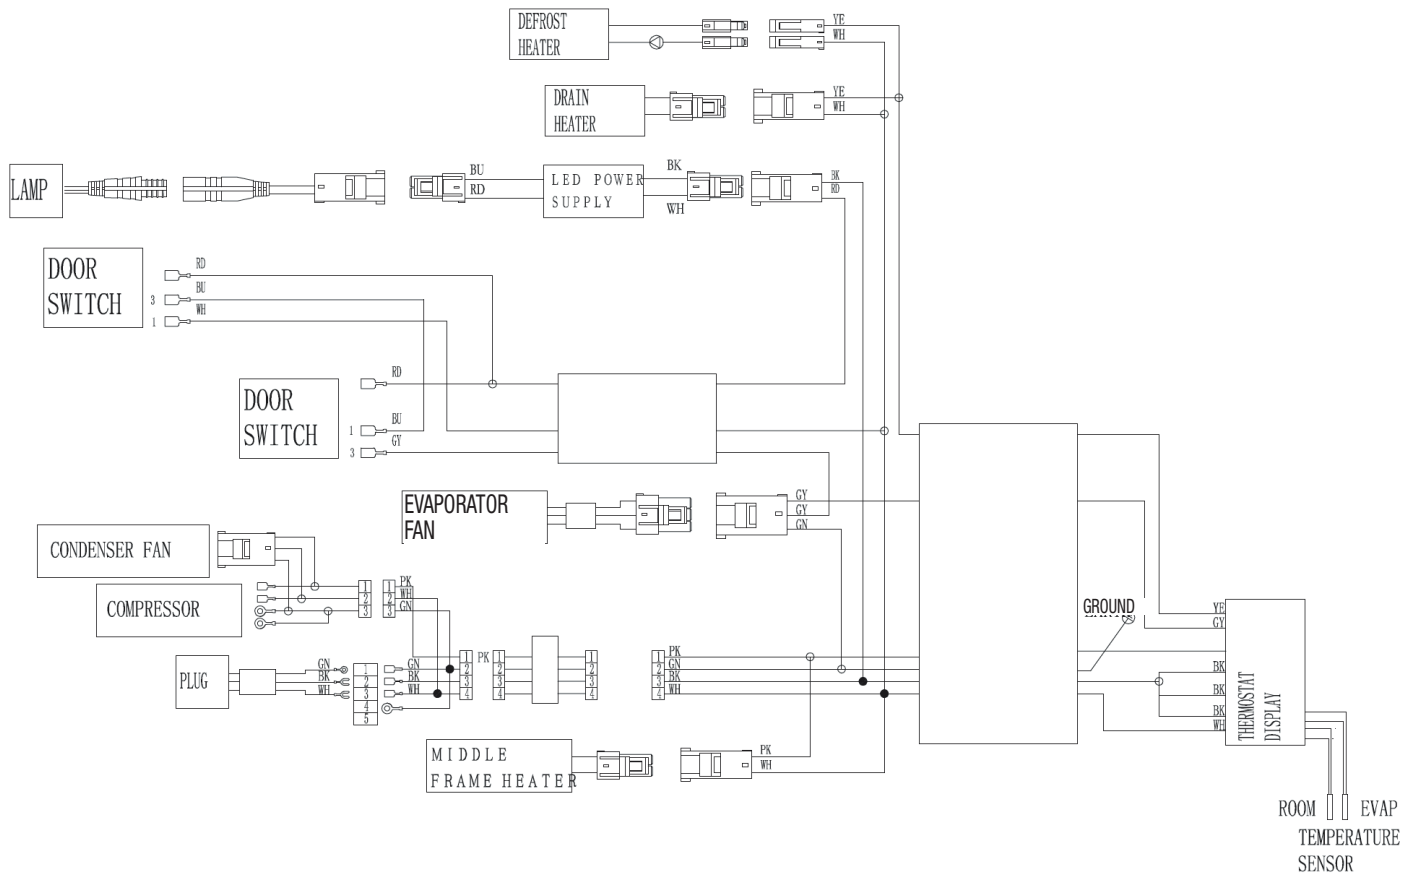 DEFROST
HEATER
YE
WH
DRAIN
HEATER
YE
WH
LAMP
BU
RD
LED POWER
SUPPLY
BK
WH
BK
RD
DOOR
SWITCH
RD
3
BU
1
WH
DOOR
SWITCH
RD
1
BU
3
GY
EVAPORATOR
FAN
GY
GY
GN
CONDENSER FAN
COMPRESSOR
1
2
3
1
2
3
PK
WH
GN
PLUG
GN
BK
WH
1
2
3
4
5
GN
BK
WH
1
2
3
4
PK
1
2
3
4
1
2
3
4
1
2
3
4
PK
GN
BK
WH
GROUND
YE
GY
BK
BK
BK
WH
THERMOSTAT
DISPLAY
MIDDLE
FRAME HEATER
PK
WH
ROOM
EVAP
TEMPERATURE
SENSOR